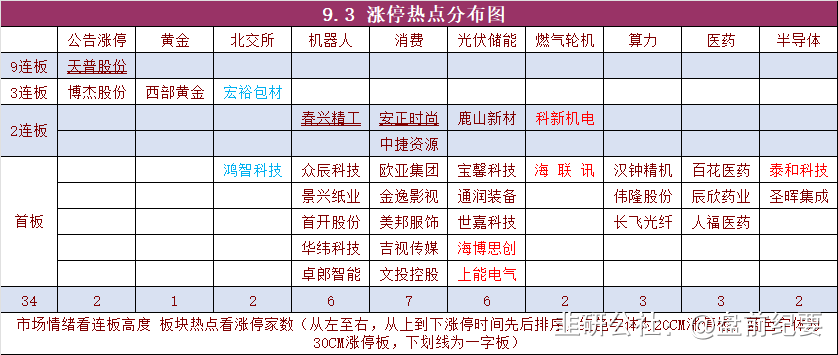 9.3 涨停热点分布图
公告涨停 黄金 北交所 机器人 消费 光伏储能 燃气轮机 算力 医药 半导体
9连板 天普股份
3连板 博杰股份 西部黄金 宏裕包材
2连板 春兴精工 安正时尚 鹿山新材 科新机电
中捷资源
首板 鸿智科技 众辰科技 欧亚集团 宝馨科技 海联讯 汉钟精机 百花医药 泰和科技
景兴纸业 金逸影视 通润装备 伟隆股份 辰欣药业 圣晖集成
首开股份 美邦服饰 世嘉科技 长飞光纤 人福医药
华纬科技 吉视传媒 海博思创
卓郎智能 文投控股 上能电气
34 2 1 2 6 7 6 2 3 3 2
市场情绪看连板高度 板块热点看涨停家数(从左至右,从上到下涨停时间先后排序,
30CM涨停板,下划线为一字板)
韭研公社·@盘前纪要